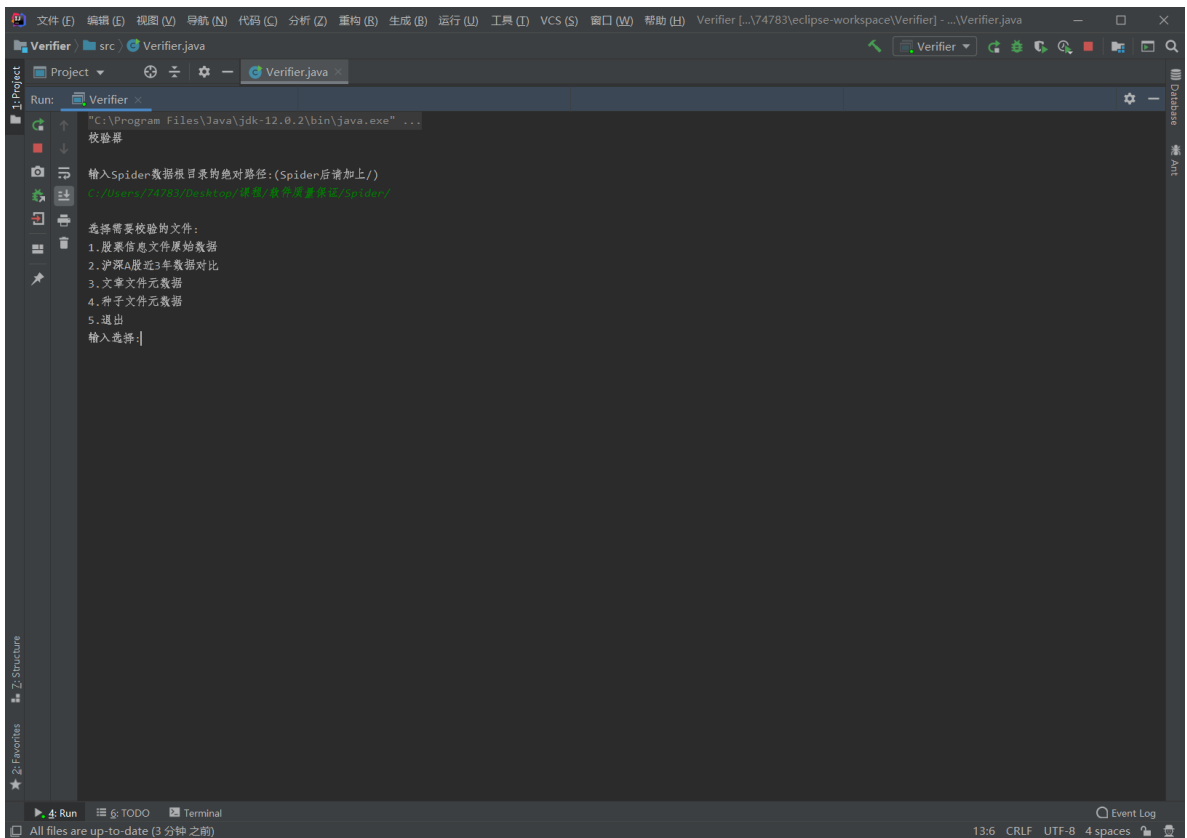 文件(F) 编辑(E) 视图(V) 导航(N) 代码(C) 分析(Z) 重构(R) 生成(B) 运行(U) 工具(T) VCS(S) 窗口(W) 帮助(H) Verifier [...\74783\eclipse-workspace\Verifier] - ...\Verifier.java
Verifier src Verifier.java Verifier
1: Project Project Verifier.java Database
Run: Verifier
"C:\Program Files\Java\jdk-12.0.2\bin\java.exe" ...
校验器
Ant
输入Spider数据根目录的绝对路径:(Spider后请加上/)
C:/Users/74783/Desktop/课程/软件质量保证/Spider/
选择需要校验的文件:
1.股票信息文件原始数据
2.沪深A股近3年数据对比
3.文章文件元数据
4.种子文件元数据
5.退出
输入选择:
Z: Structure
2: Favorites
4: Run 6: TODO Terminal Event Log
All files are up-to-date (3 分钟 之前) 13:6 CRLF UTF-8 4 spaces